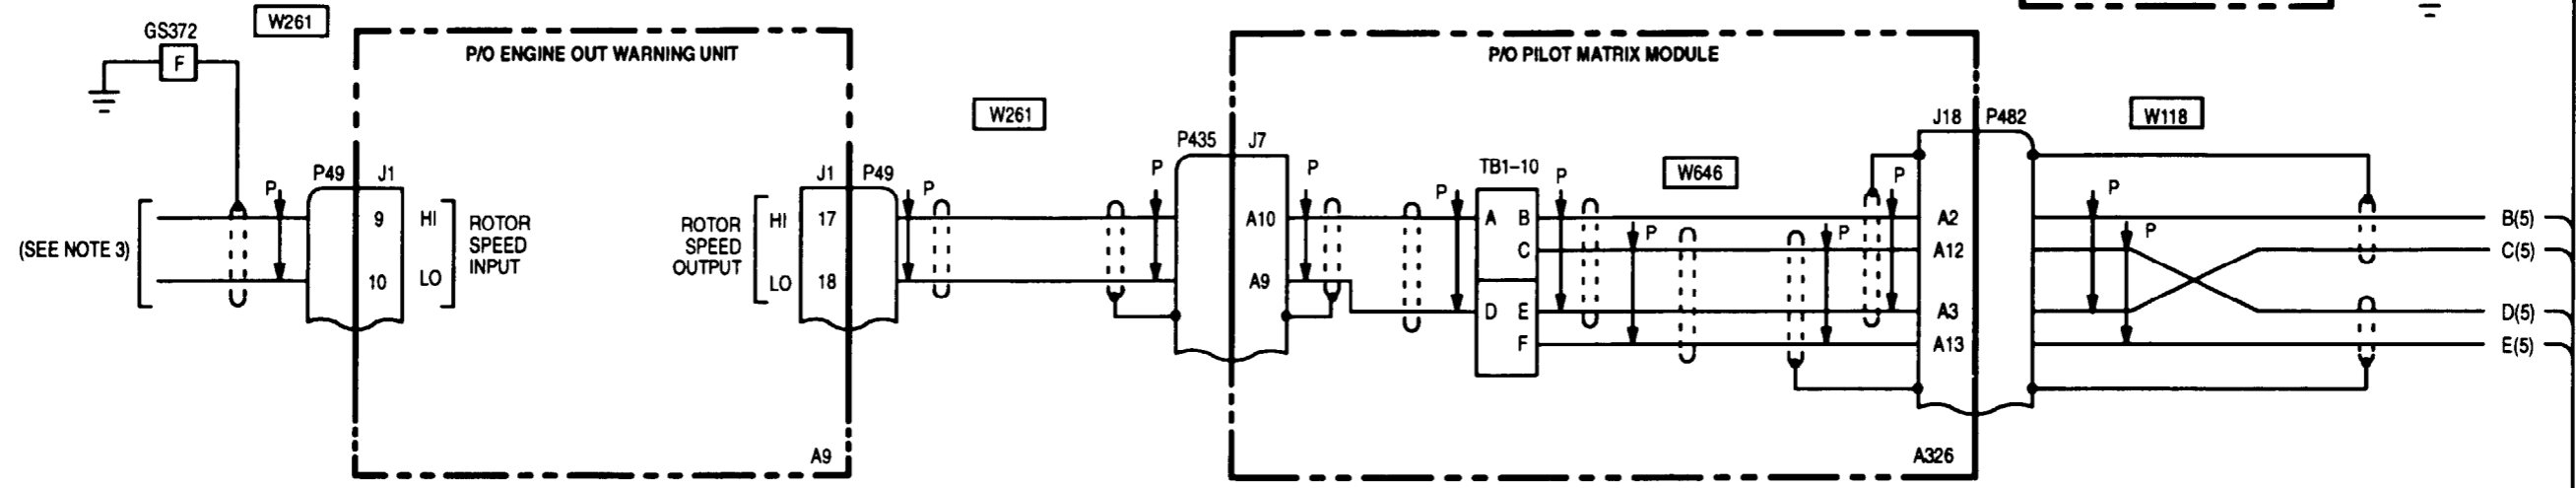 GS372
F
W261
P/O ENGINE OUT WARNING UNIT
(SEE NOTE 3)
P
P49
J1
9
HI
10
LO
ROTOR
SPEED
INPUT
ROTOR
SPEED
OUTPUT
HI
LO
J1
P49
17
18
A9
P
W261
P
P435
J7
P/O PILOT MATRIX MODULE
A10
A9
P
P
TB1-10
A
B
C
D
E
F
P
P
W646
P
P
J18
P482
A2
A12
A3
A13
A326
W118
P
P
B(5)
C(5)
D(5)
E(5)